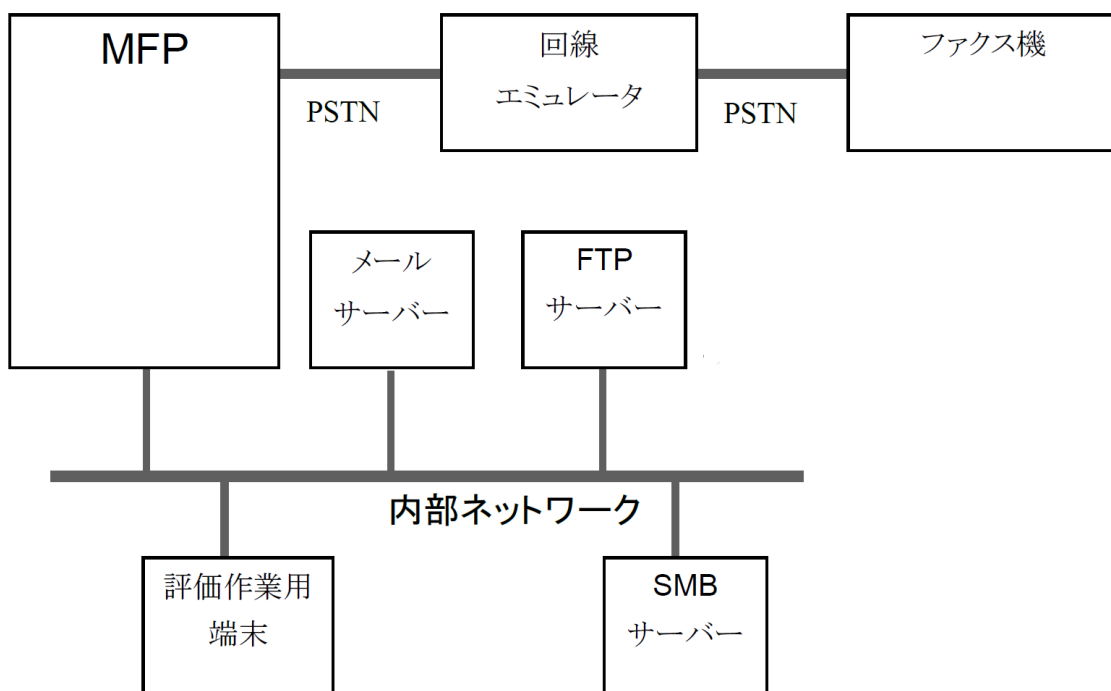 MFP
回線
エミュレータ
ファクス機
PSTN
PSTN
メール
サーバー
FTP
サーバー
内部ネットワーク
評価作業用
端末
SMB
サーバー